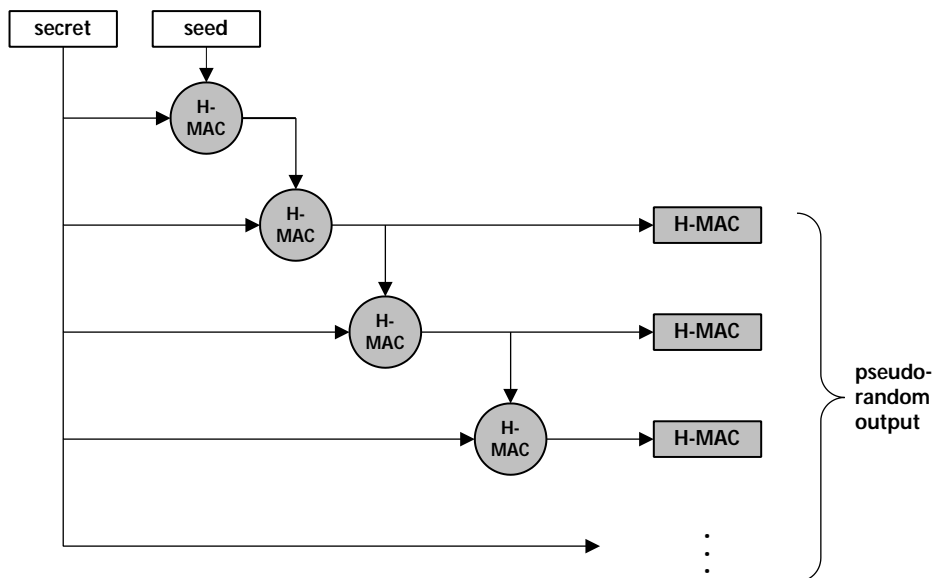 secret
seed
H-
MAC
H-
MAC
H-MAC
H-
MAC
H-MAC
H-
MAC
H-MAC
pseudo-
random
output